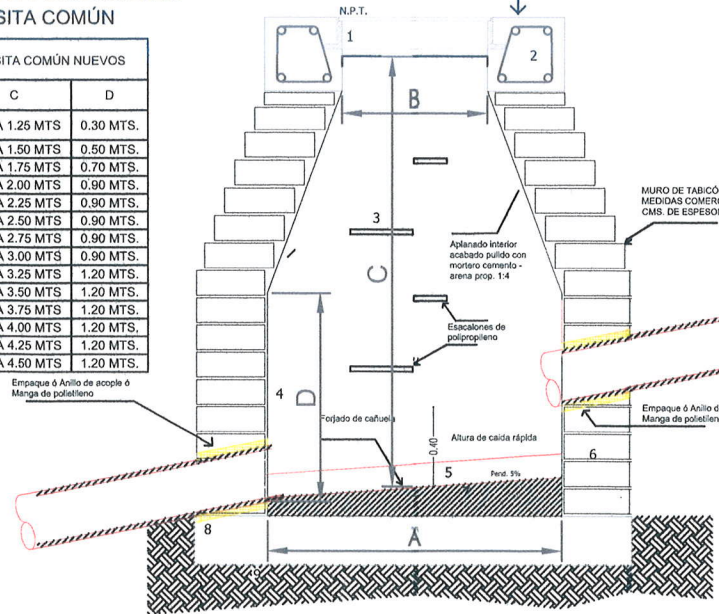 SITA COMÚN
SITA COMÚN NUEVOS
C D
A 1.25 MTS 0.30 MTS.
A 1.50 MTS 0.50 MTS.
A 1.75 MTS 0.70 MTS.
A 2.00 MTS 0.90 MTS.
A 2.25 MTS 0.90 MTS.
A 2.50 MTS 0.90 MTS.
A 2.75 MTS 0.90 MTS.
A 3.00 MTS 0.90 MTS.
A 3.25 MTS 1.20 MTS.
A 3.50 MTS 1.20 MTS.
A 3.75 MTS 1.20 MTS.
A 4.00 MTS 1.20 MTS.
A 4.25 MTS 1.20 MTS.
A 4.50 MTS 1.20 MTS.
N.P.T.
1
2
B
3
C
MURO DE TABICÓ
MEDIDAS COMERC
CMS. DE ESPESOR
Aplanado interior
acabado pulido con
mortero cemento -
arena prop. 1:4
Esacalones de
polipropileno
Empaque ó Anillo de acople ó
Manga de polietileno
4
D
Forjado de cañuela
0.40
Altura de caída rápida
5
Pend. 5%
Empaque ó Anillo d
Manga de polietilen
6
8
A